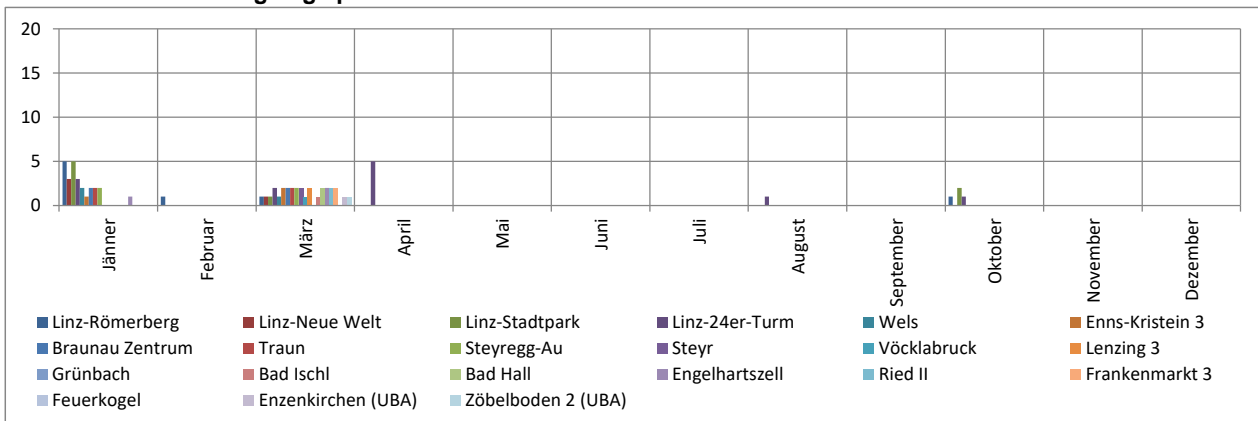 20
15
10
5
0
Jänner
Februar
März
April
Mai
Juni
Juli
August
September
Oktober
November
Dezember
Linz-Römerberg Linz-Neue Welt Linz-Stadtpark Linz-24er-Turm Wels Enns-Kristein 3
Braunau Zentrum Traun Steyregg-Au Steyr Vöcklabruck Lenzing 3
Grünbach Bad Ischl Bad Hall Engelhartszell Ried II Frankenmarkt 3
Feuerkogel Enzenkirchen (UBA) Zöbelboden 2 (UBA)